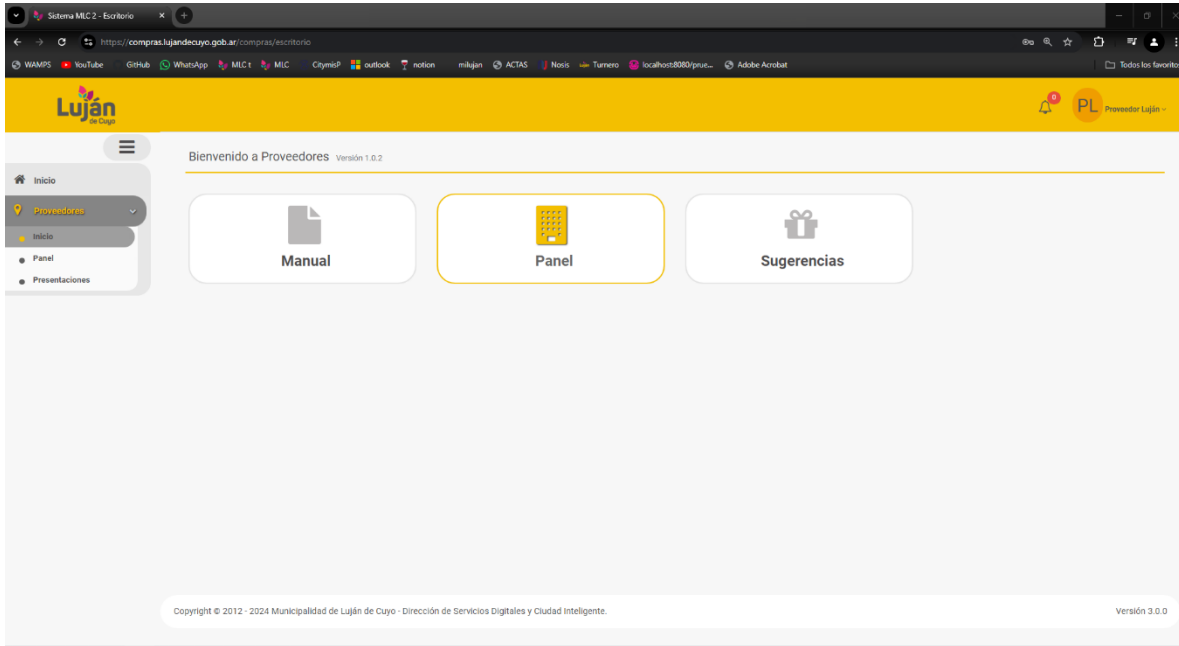 Sistema MLC 2 - Escritorio
https://compras.lujandecuyo.gob.ar/compras/escritorio
WAMPS YouTube GitHub WhatsApp MLC t MLC CitymisP outlook notion milujan ACTAS Nosis Turnero localhost:8080/prue... Adobe Acrobat Todos los favoritos
Luján
de Cuyo
0
PL Proveedor Luján
Bienvenido a Proveedores Versión 1.0.2
Inicio
Proveedores
Inicio
Panel
Presentaciones
Manual
Panel
Sugerencias
Copyright © 2012 - 2024 Municipalidad de Luján de Cuyo - Dirección de Servicios Digitales y Ciudad Inteligente.
Versión 3.0.0